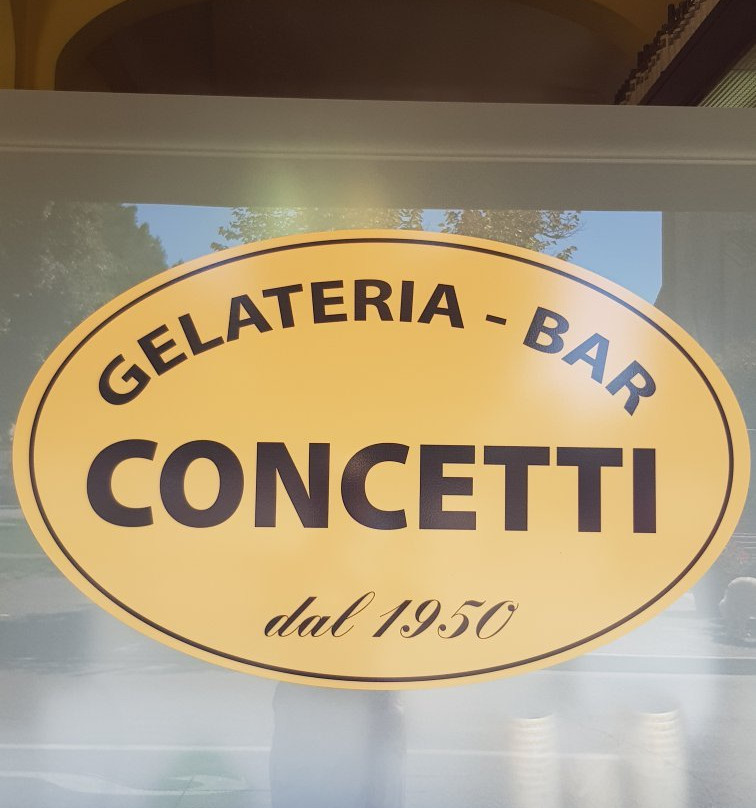 GELATERIA - BAR
CONCETTI
dal 1950